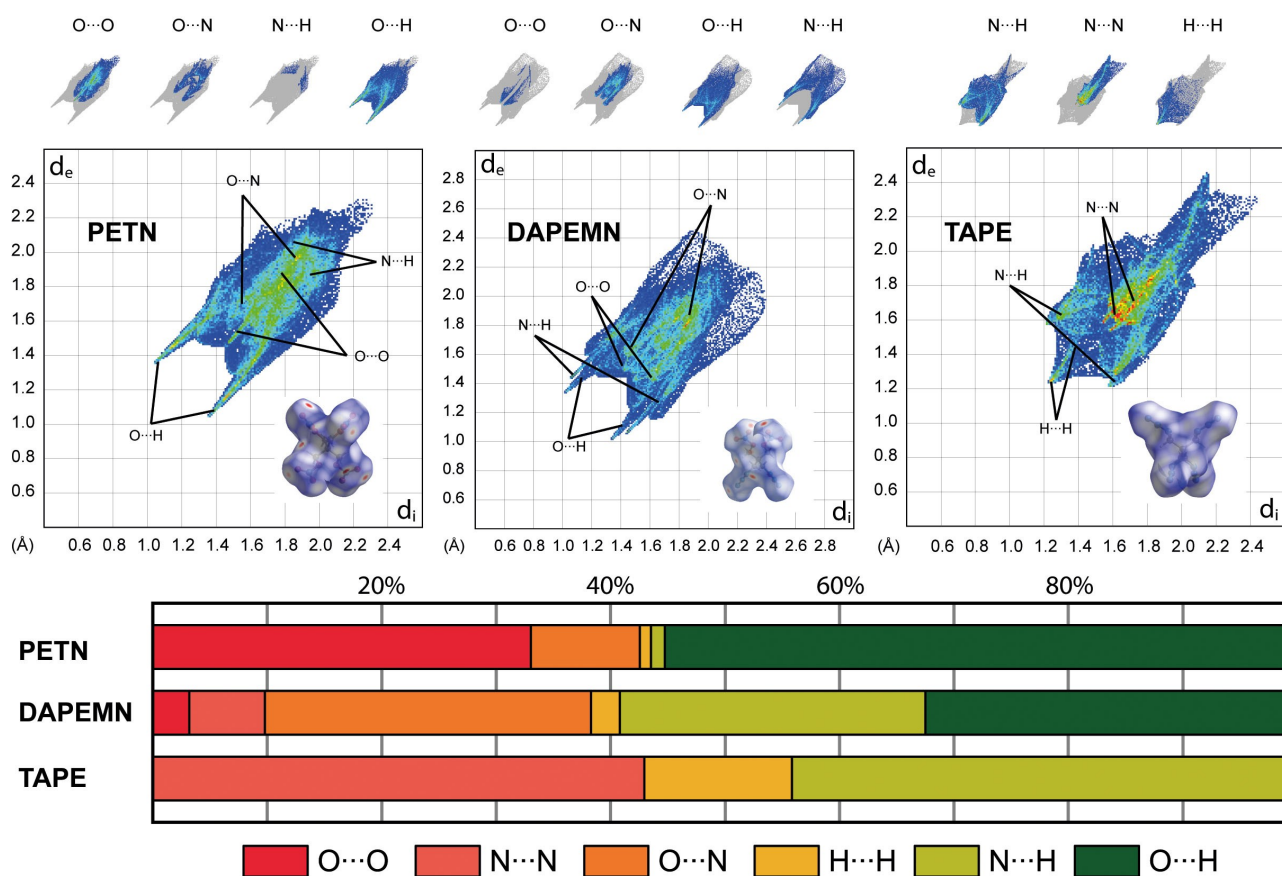 O···O O···N N···H O···H O···O O···N O···H N···H N···H N···N H···H
de
2.4
2.2
2.0
1.8
1.6
1.4
1.2
1.0
0.8
0.6
PETN
O···N
N···H
O···O
O···H
di
(Å) 0.6 0.8 1.0 1.2 1.4 1.6 1.8 2.0 2.2 2.4
de
2.8
2.6
2.4
2.2
2.0
1.8
1.6
1.4
1.2
1.0
0.8
0.6
DAPEMN
O···N
O···O
N···H
O···H
di
(Å) 0.6 0.8 1.0 1.2 1.4 1.6 1.8 2.0 2.2 2.4 2.6 2.8
de
2.4
2.2
2.0
1.8
1.6
1.4
1.2
1.0
0.8
0.6
TAPE
N···N
N···H
H···H
di
(Å) 0.6 0.8 1.0 1.2 1.4 1.6 1.8 2.0 2.2 2.4
20% 40% 60% 80%
PETN
DAPEMN
TAPE
O···O N···N O···N H···H N···H O···H